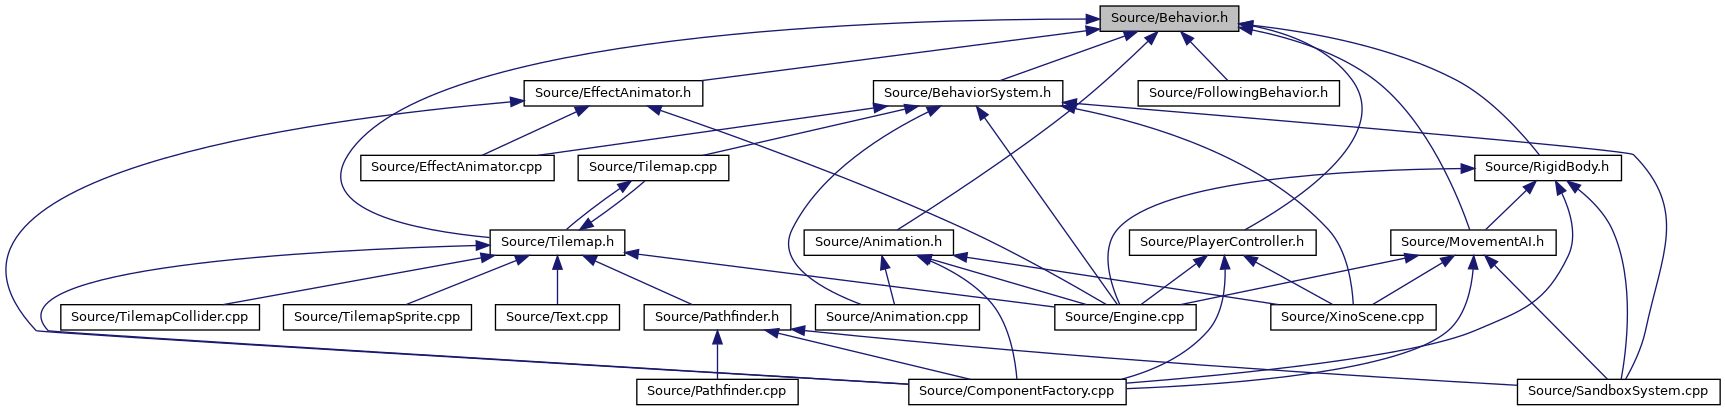 Source/Behavior.h
Source/EffectAnimator.h
Source/BehaviorSystem.h
Source/FollowingBehavior.h
Source/EffectAnimator.cpp
Source/Tilemap.cpp
Source/RigidBody.h
Source/Tilemap.h
Source/Animation.h
Source/PlayerController.h
Source/MovementAI.h
Source/TilemapCollider.cpp
Source/TilemapSprite.cpp
Source/Text.cpp
Source/Pathfinder.h
Source/Animation.cpp
Source/Engine.cpp
Source/XinoScene.cpp
Source/Pathfinder.cpp
Source/ComponentFactory.cpp
Source/SandboxSystem.cpp